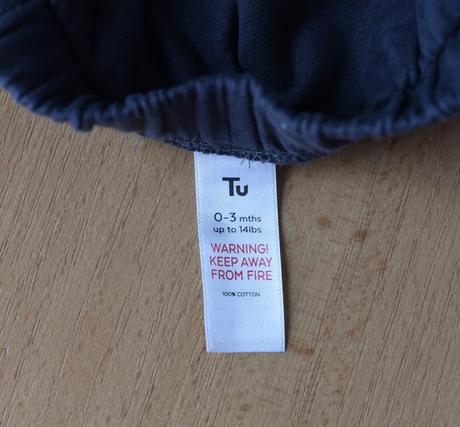 Tu
0-3 mths
up to 14lbs
WARNING!
KEEP AWAY
FROM FIRE
100% COTTON